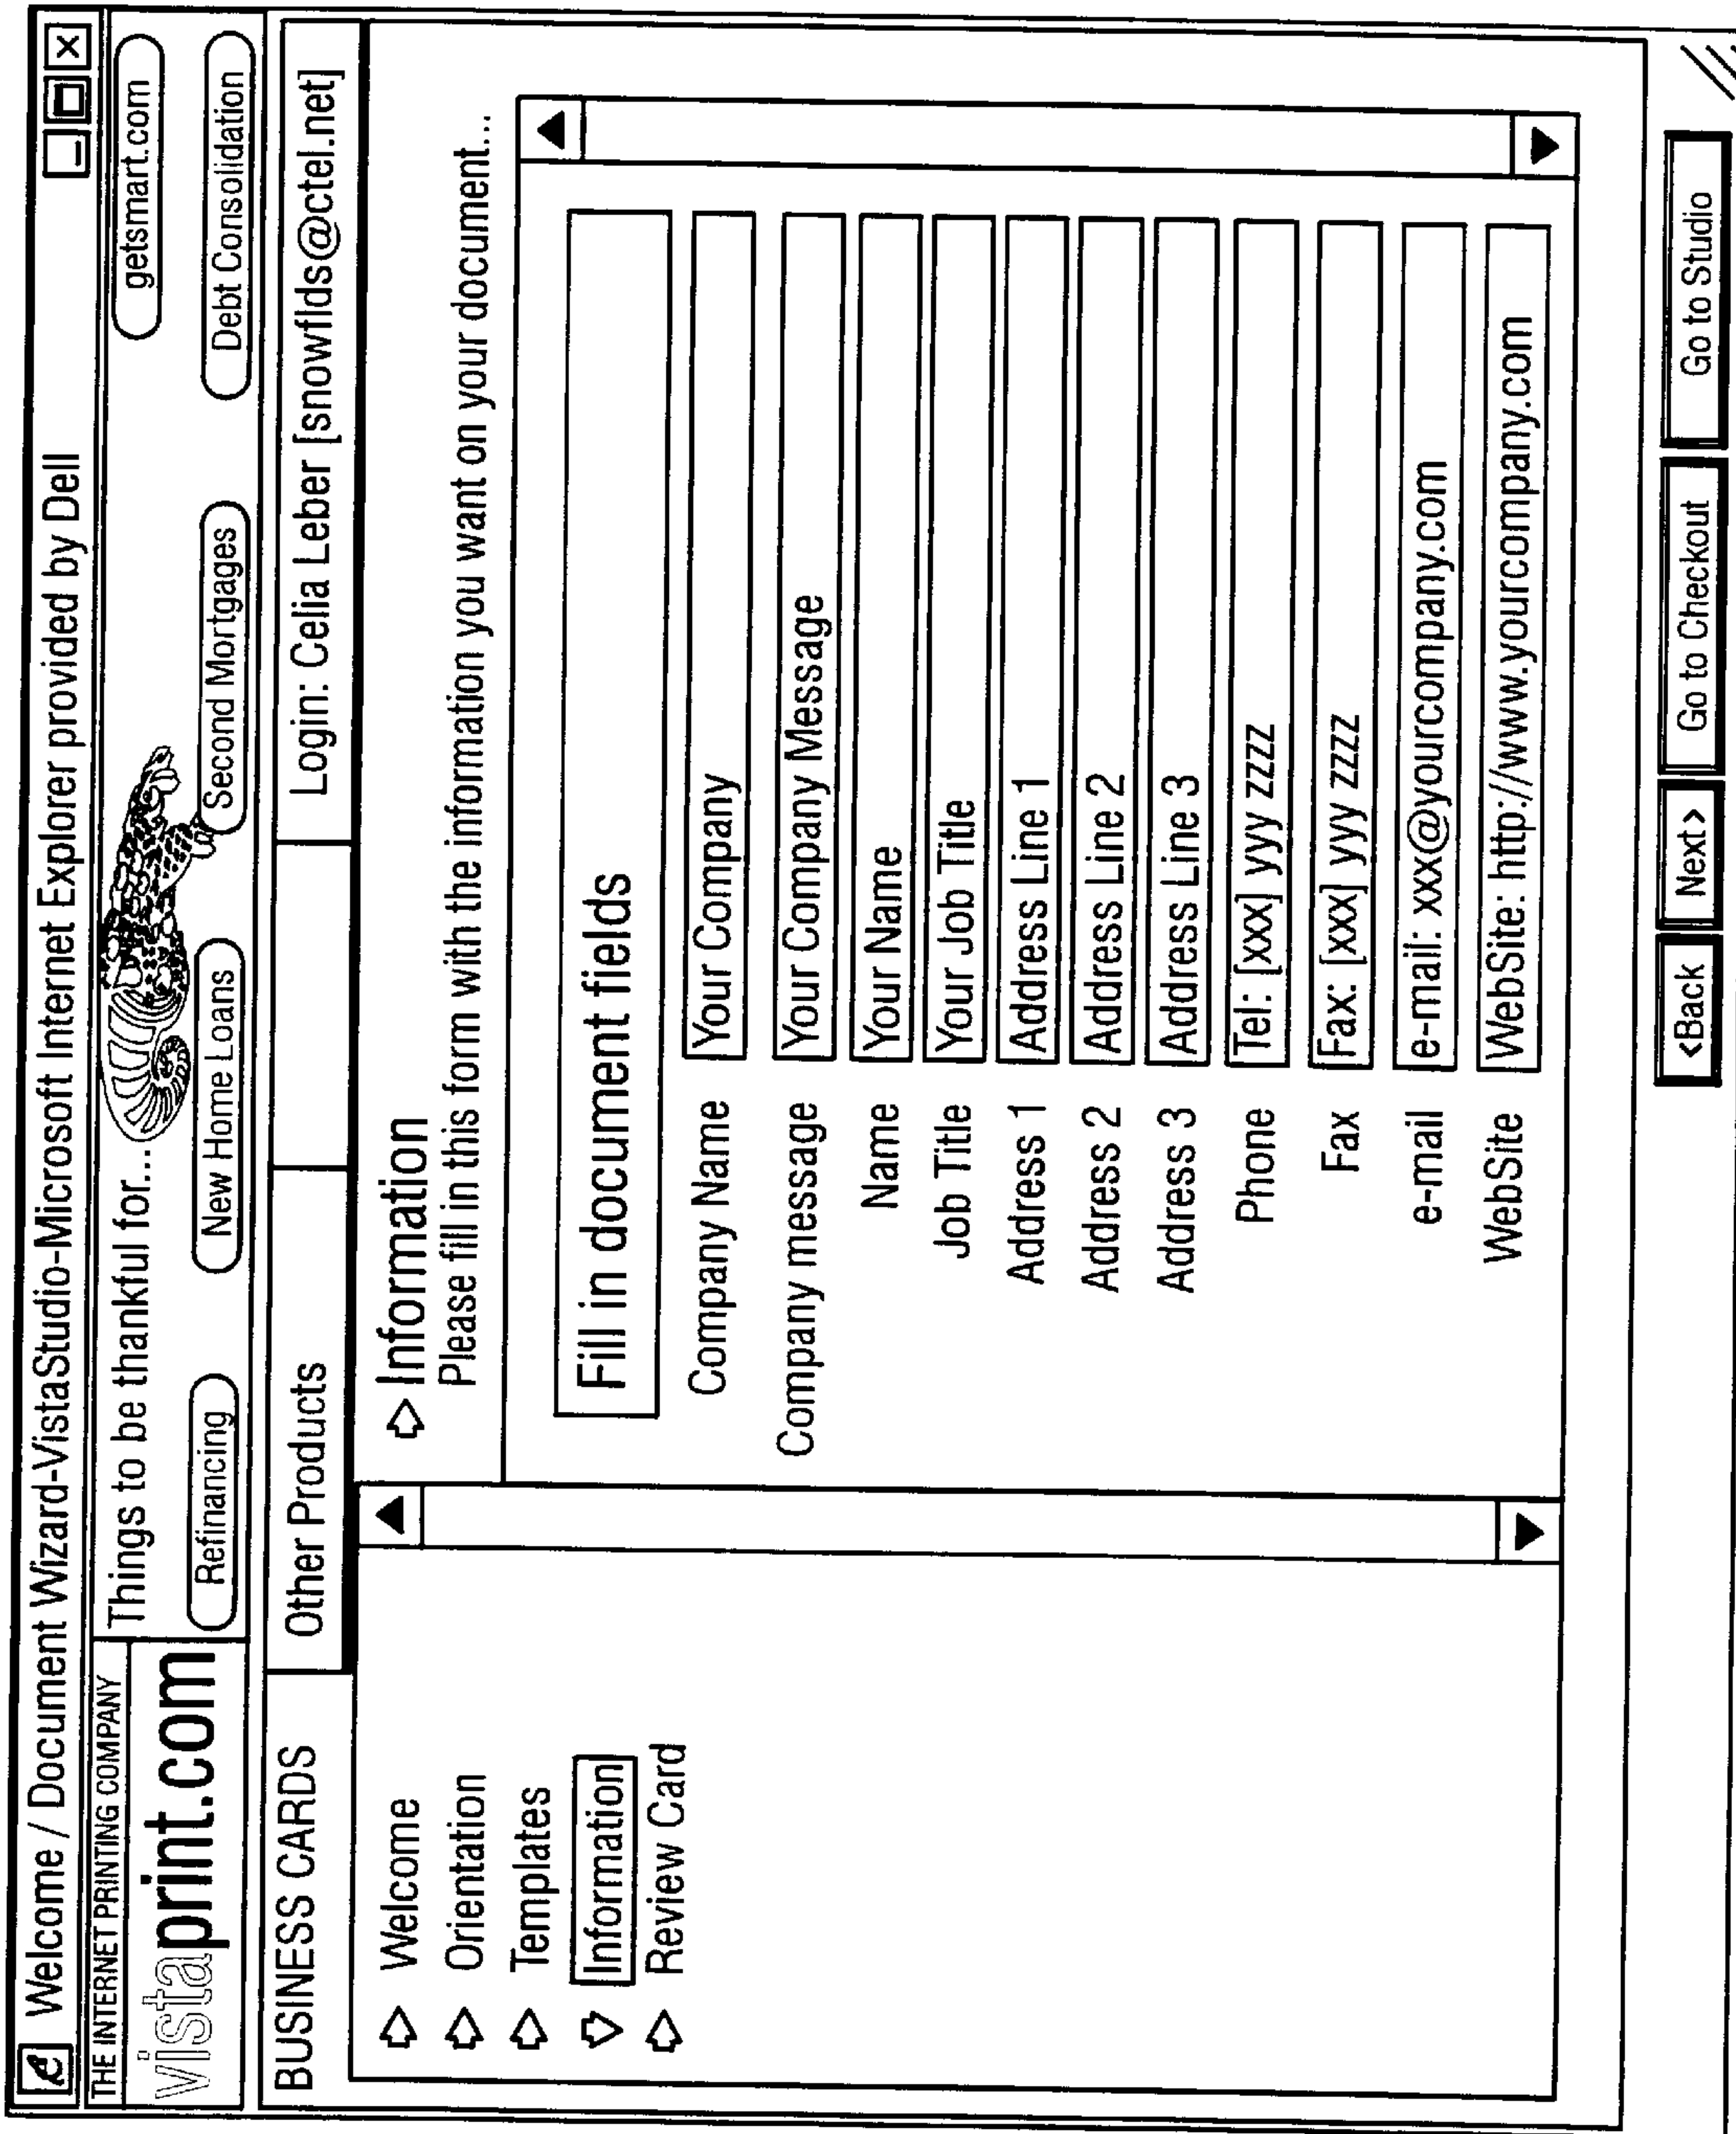 Welcome / Document Wizard-VistaStudio-Microsoft Internet Explorer provided by Dell
THE INTERNET PRINTING COMPANY
vistaprint.com
Things to be thankful for...
getsmart.com
Refinancing
New Home Loans
Second Mortgages
Debt Consolidation
BUSINESS CARDS
Other Products
Login: Celia Leber [snowflds@ctel.net]
Welcome
Orientation
Templates
Information
Review Card
Information
Please fill in this form with the information you want on your document...
Fill in document fields
Company Name Your Company
Company message Your Company Message
Name Your Name
Job Title Your Job Title
Address 1 Address Line 1
Address 2 Address Line 2
Address 3 Address Line 3
Phone Tel: [xxx] yyy zzzz
Fax Fax: [xxx] yyy zzzz
e-mail e-mail: xxx@yourcompany.com
WebSite WebSite: http://www.yourcompany.com
<Back Next> Go to Checkout Go to Studio